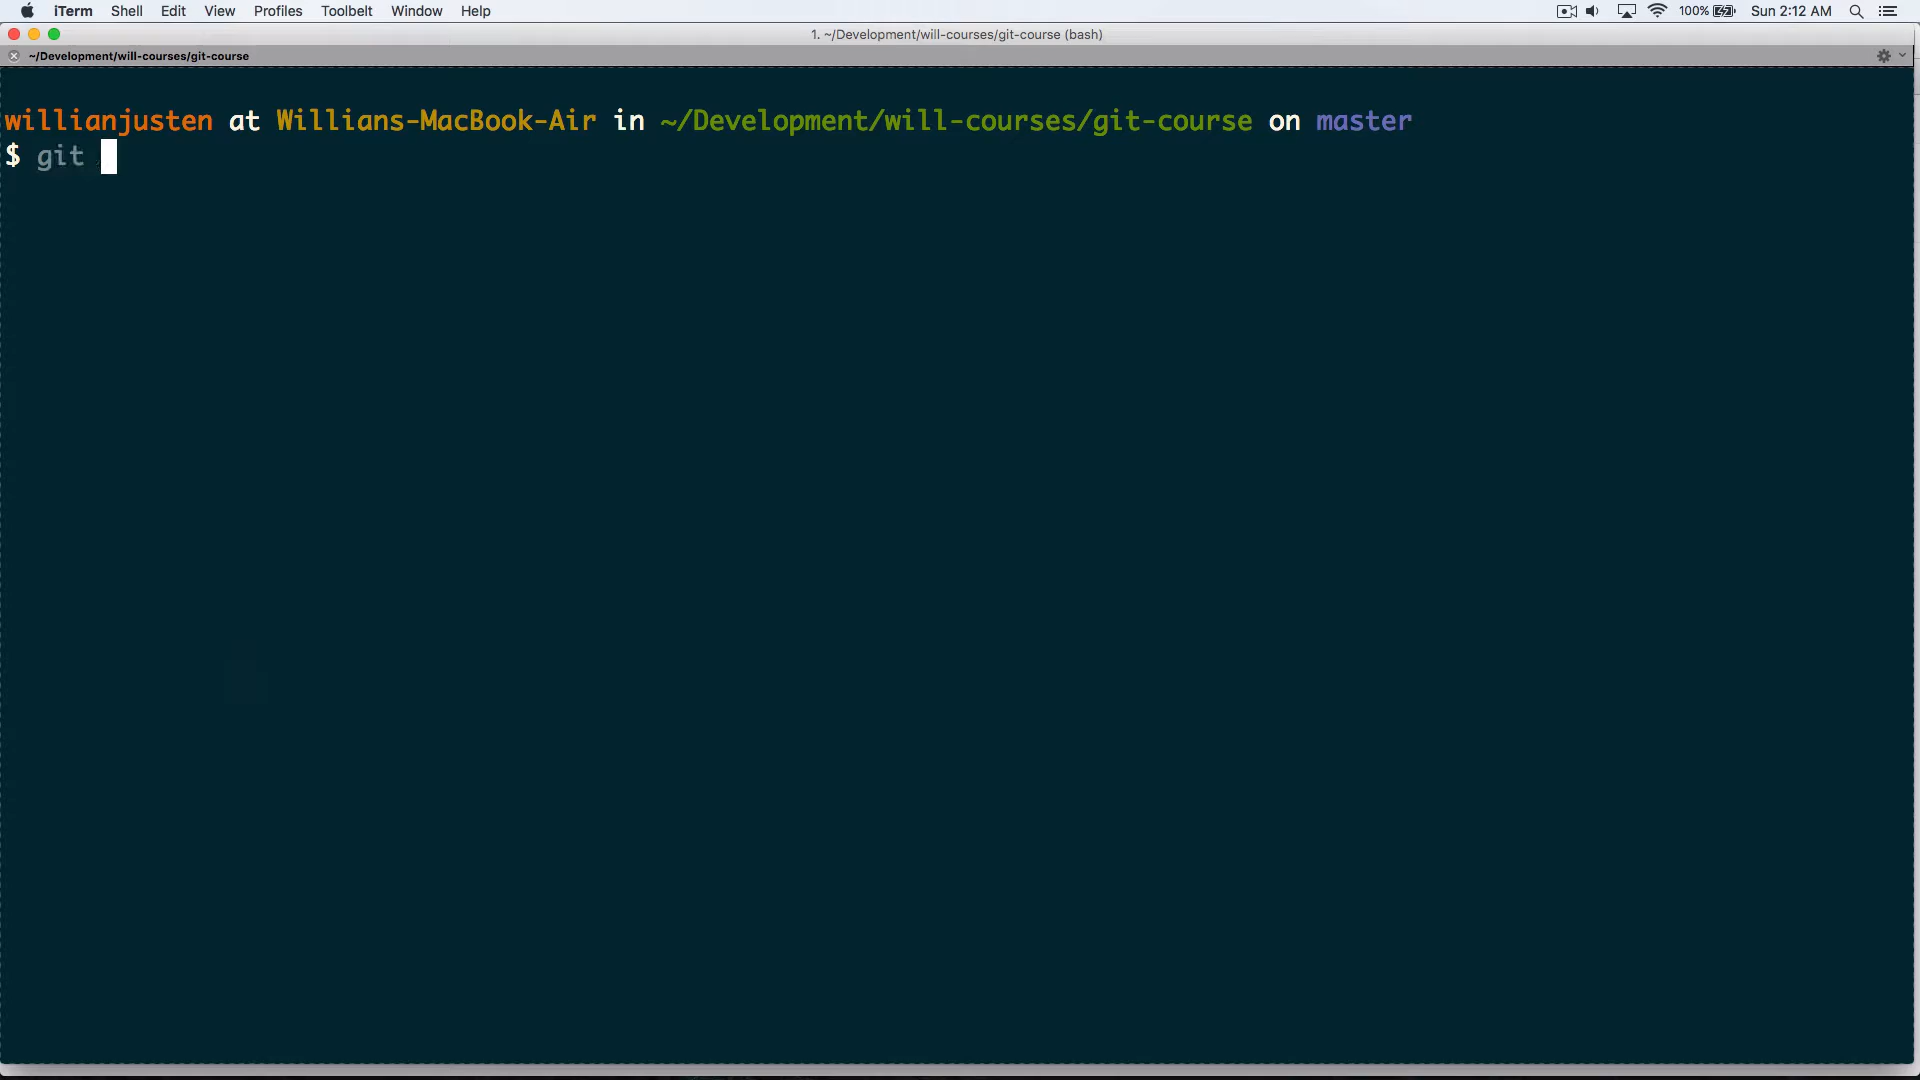 iTerm Shell Edit View Profiles Toolbelt Window Help 100% Sun 2:12 AM
1. ~/Development/will-courses/git-course (bash)
~/Development/will-courses/git-course
willianjusten at Willians-MacBook-Air in ~/Development/will-courses/git-course on master
$ git